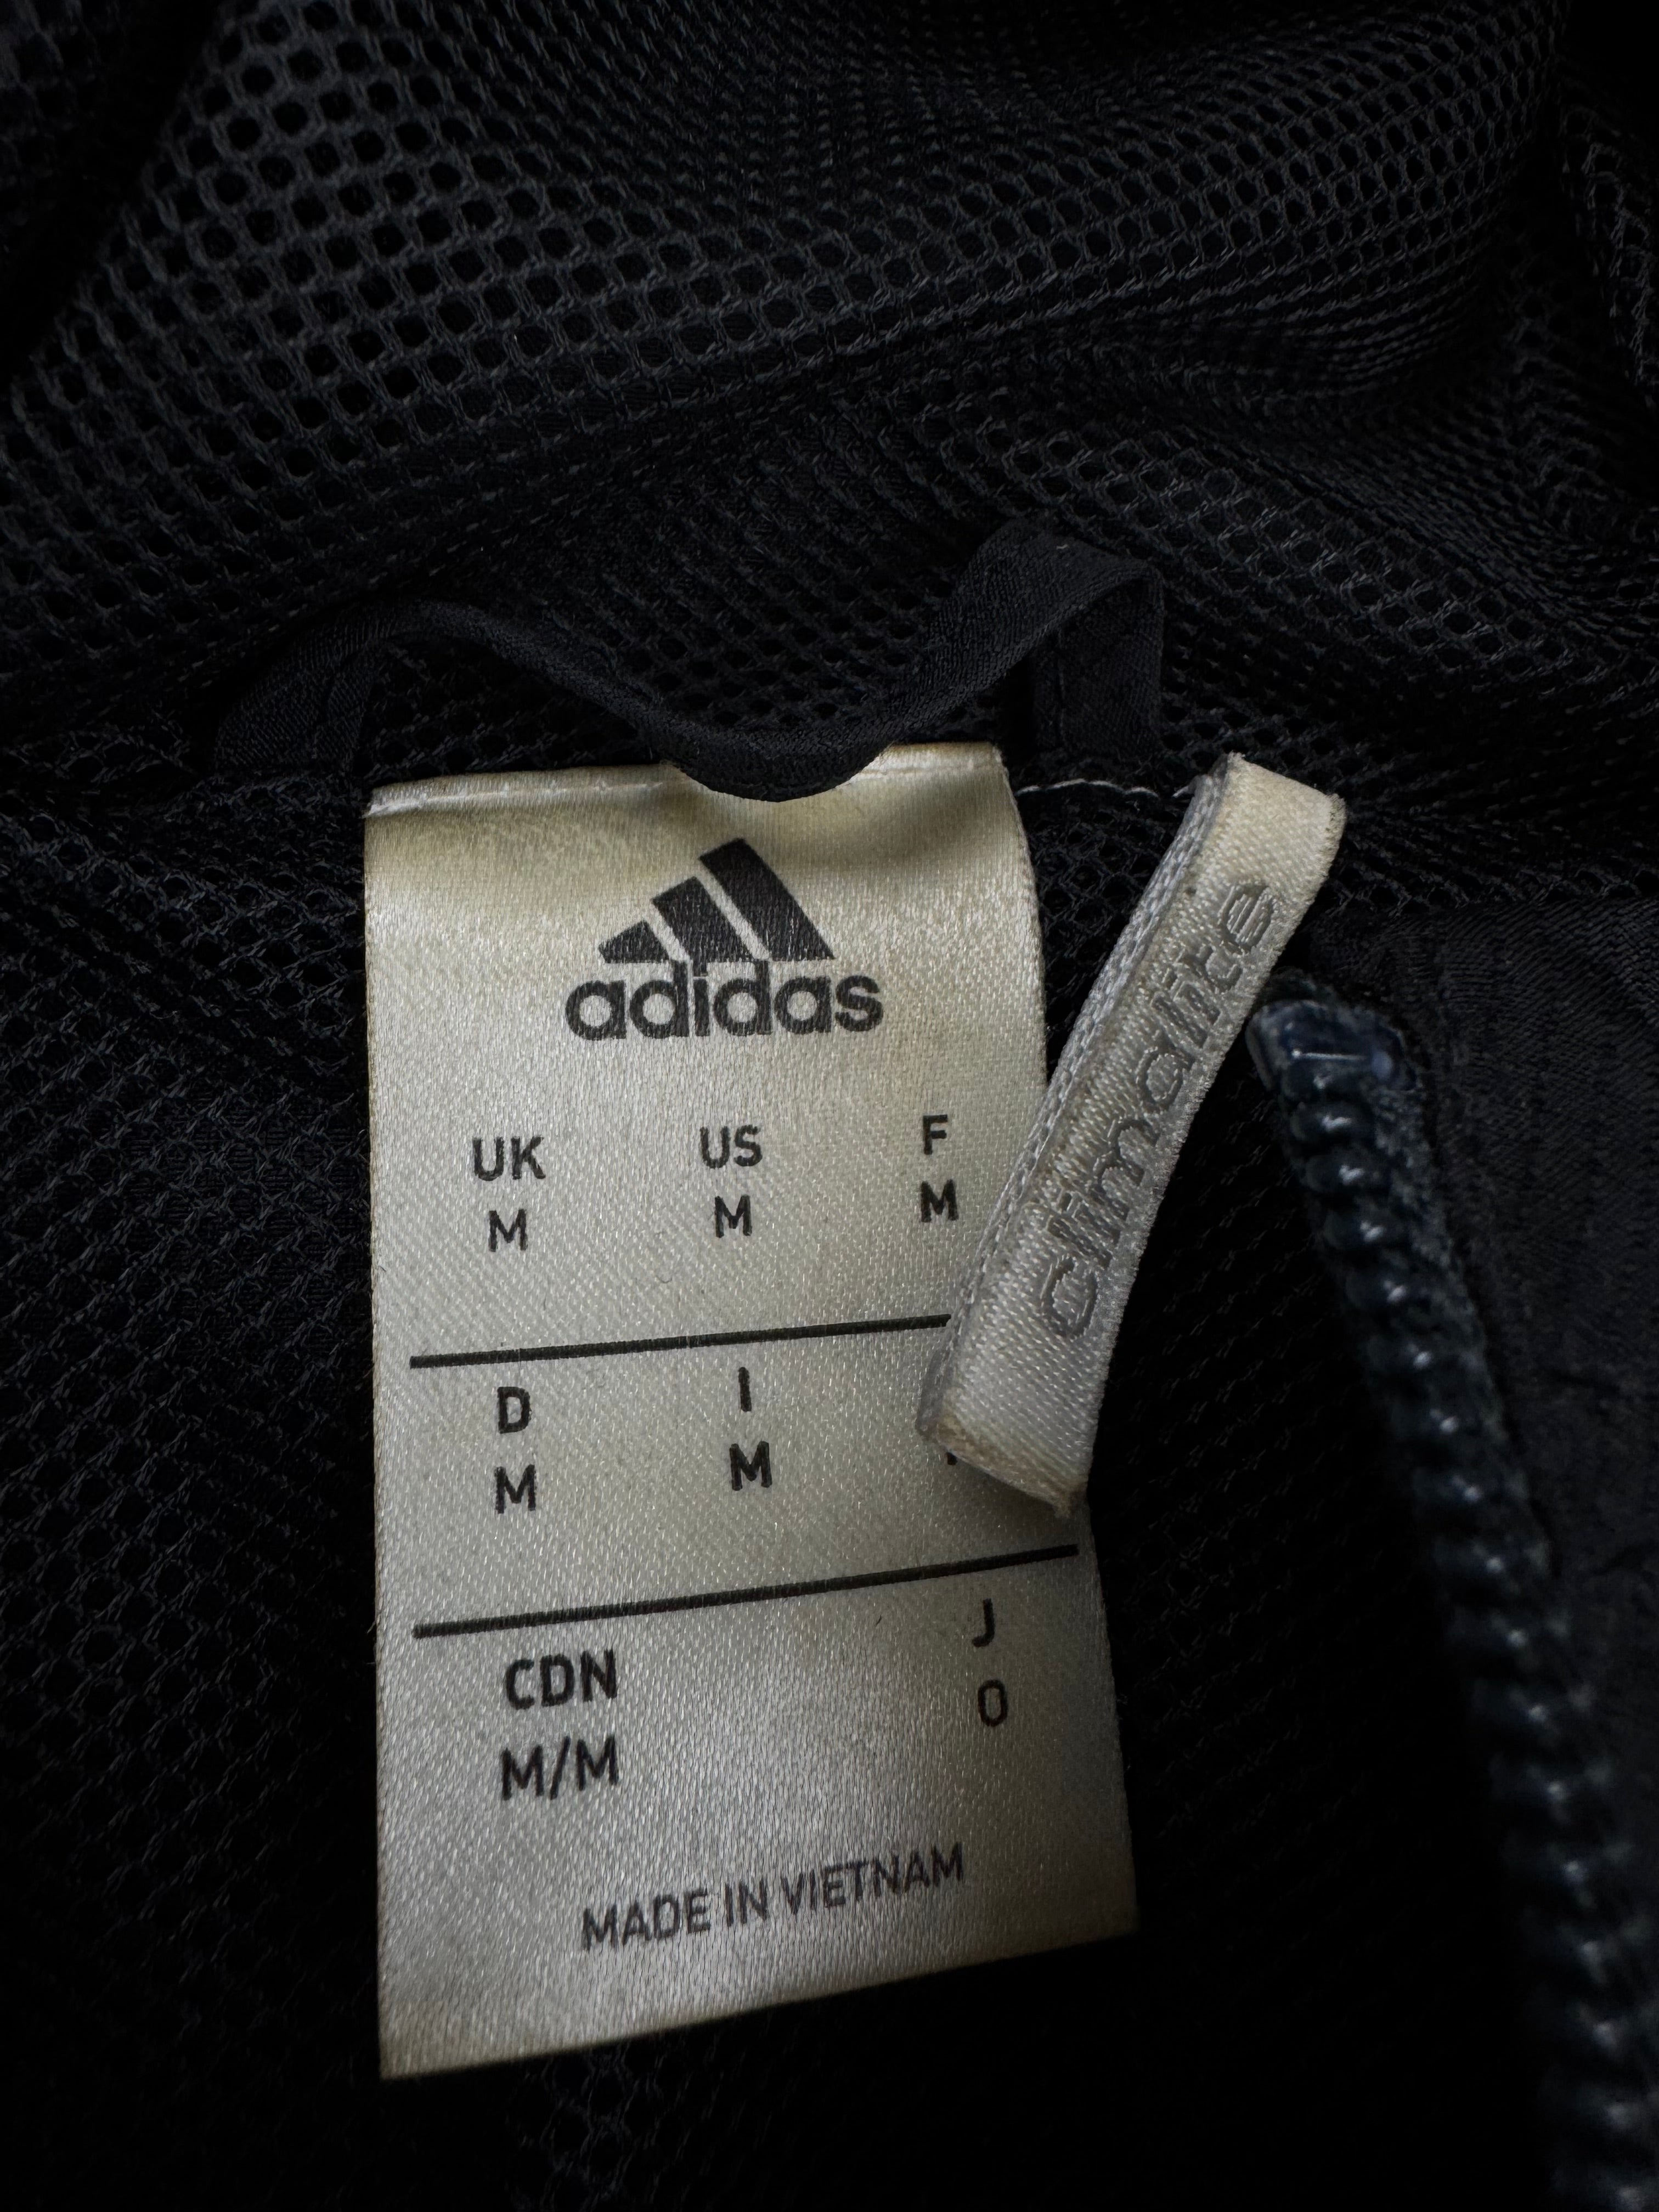 adidas
climalite
UK US F
M M M
D I
M M
CDN J
M/M O
MADE IN VIETNAM